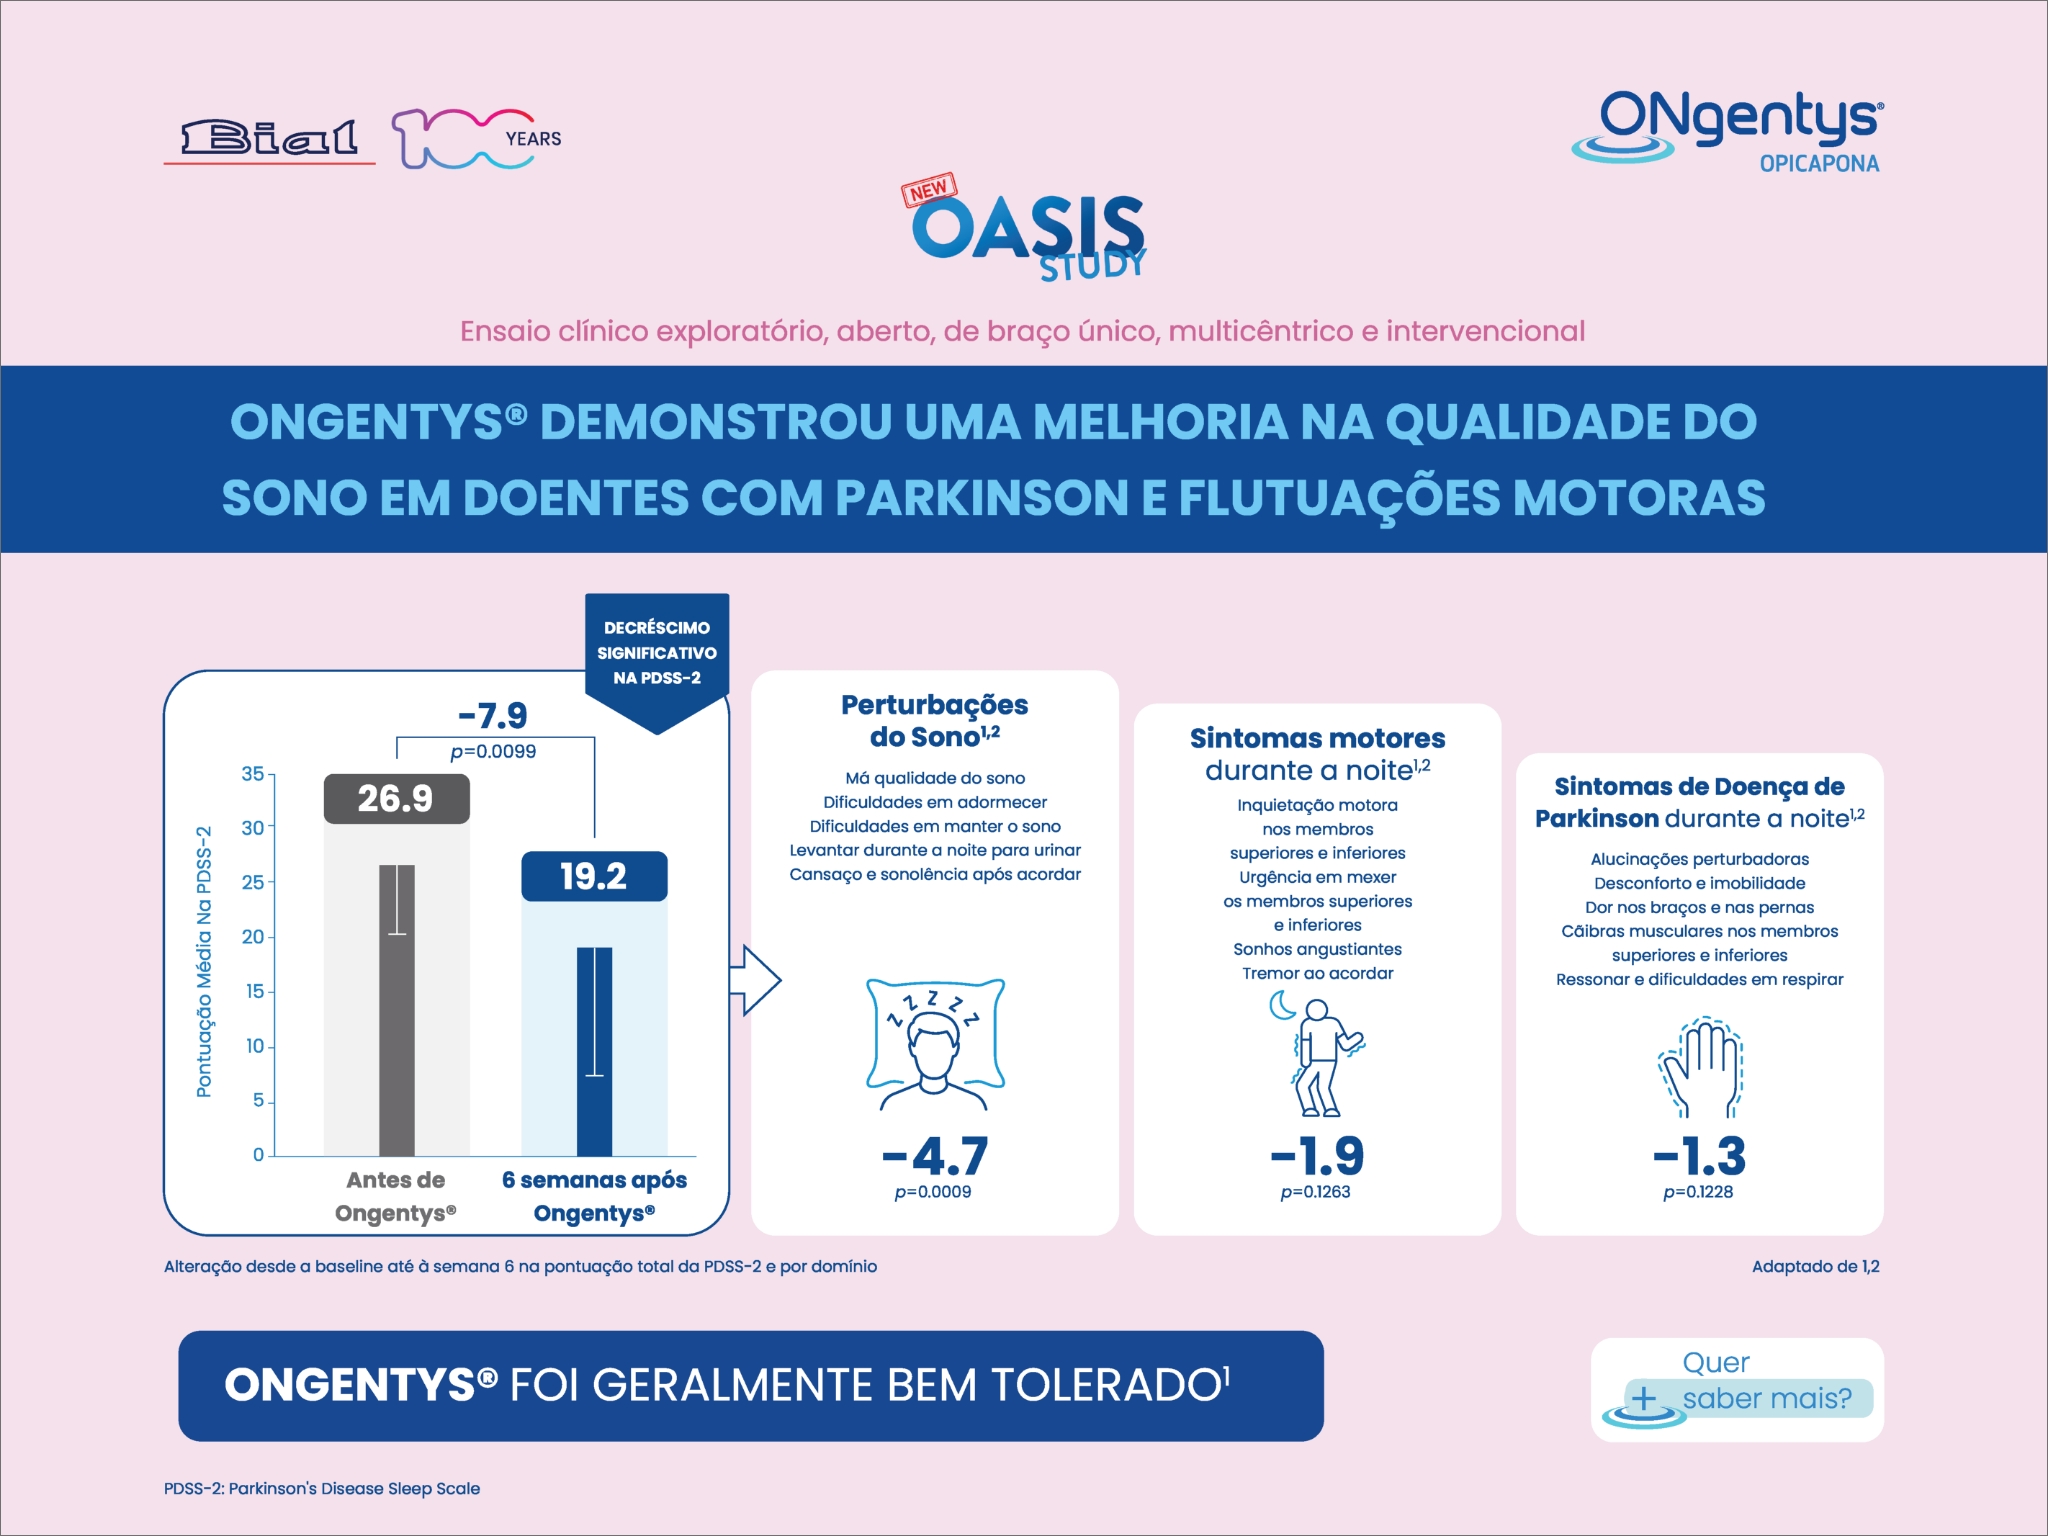 Bial
100 YEARS
ONgentys®
OPICAPONA
NEW
OASIS
STUDY
Ensaio clínico exploratório, aberto, de braço único, multicêntrico e intervencional
ONGENTYS® DEMONSTROU UMA MELHORIA NA QUALIDADE DO
SONO EM DOENTES COM PARKINSON E FLUTUAÇÕES MOTORAS
DECRÉSCIMO
SIGNIFICATIVO
NA PDSS-2
-7.9
p=0.0099
Pontuação Média Na PDSS-2
35
30
25
20
15
10
5
0
26.9
19.2
Antes de
Ongentys®
6 semanas após
Ongentys®
Perturbações
do Sono1,2
Má qualidade do sono
Dificuldades em adormecer
Dificuldades em manter o sono
Levantar durante a noite para urinar
Cansaço e sonolência após acordar
Z Z Z Z Z
-4.7
p=0.0009
Sintomas motores
durante a noite1,2
Inquietação motora
nos membros
superiores e inferiores
Urgência em mexer
os membros superiores
e inferiores
Sonhos angustiantes
Tremor ao acordar
-1.9
p=0.1263
Sintomas de Doença de
Parkinson durante a noite1,2
Alucinações perturbadoras
Desconforto e imobilidade
Dor nos braços e nas pernas
Cãibras musculares nos membros
superiores e inferiores
Ressonar e dificuldades em respirar
-1.3
p=0.1228
Alteração desde a baseline até à semana 6 na pontuação total da PDSS-2 e por domínio
Adaptado de 1,2
ONGENTYS® FOI GERALMENTE BEM TOLERADO1
Quer
+ saber mais?
PDSS-2: Parkinson's Disease Sleep Scale